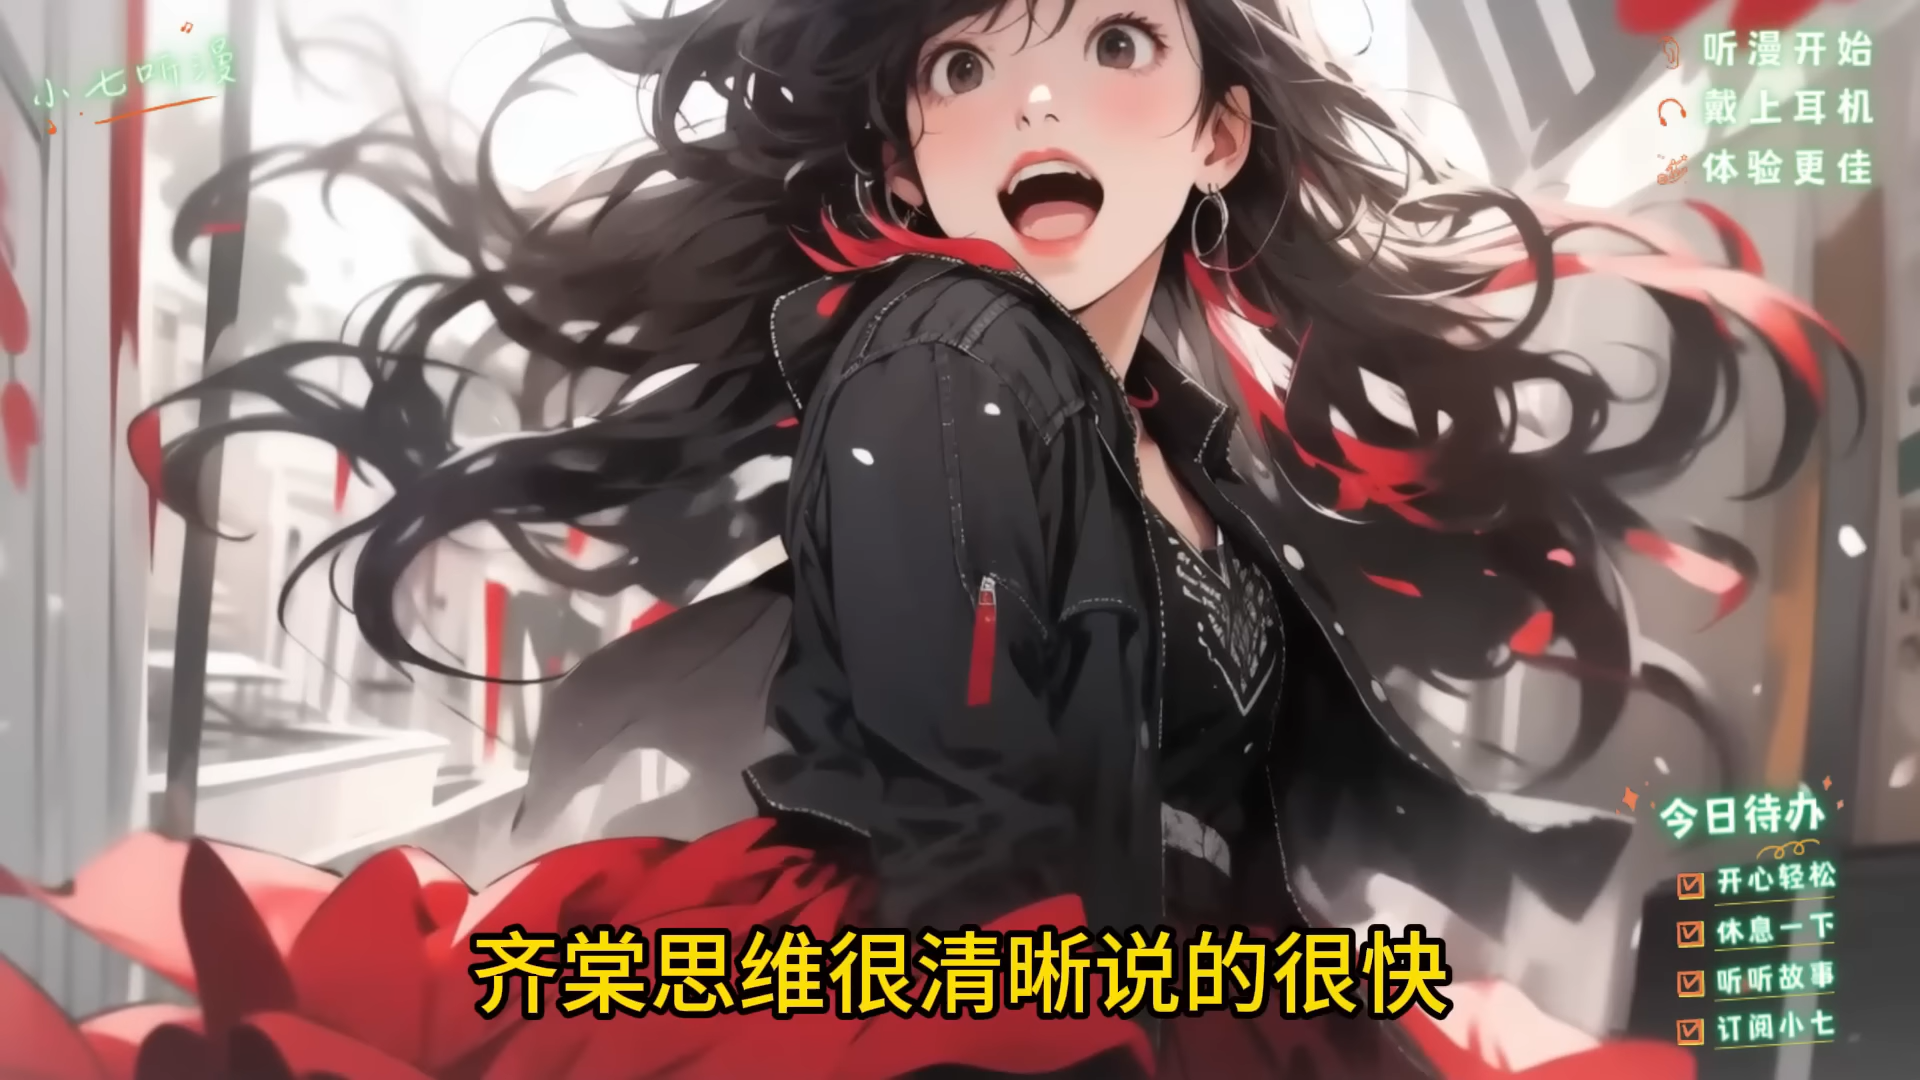 小七听漫
听漫开始
戴上耳机
体验更佳
今日待办
开心轻松
休息一下
听听故事
订阅小七
齐棠思维很清晰说的很快